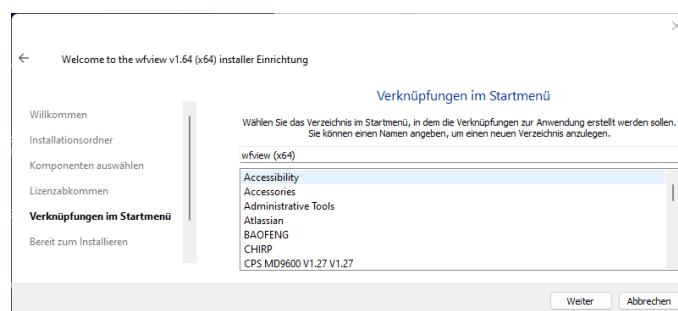 Welcome to the wfview v1.64 (x64) installer Einrichtung
Willkommen
Installationsordner
Komponenten auswählen
Lizenzabkommen
Verknüpfungen im Startmenü
Bereit zum Installieren
Verknüpfungen im Startmenü
Wählen Sie das Verzeichnis im Startmenü, in dem die Verknüpfungen zur Anwendung erstellt werden sollen.
Sie können einen Namen angeben, um einen neuen Verzeichnis anzulegen.
wfview (x64)
Accessibility
Accessories
Administrative Tools
Atlassian
BAOFENG
CHIRP
CPS MD9600 V1.27 V1.27
Weiter
Abbrechen